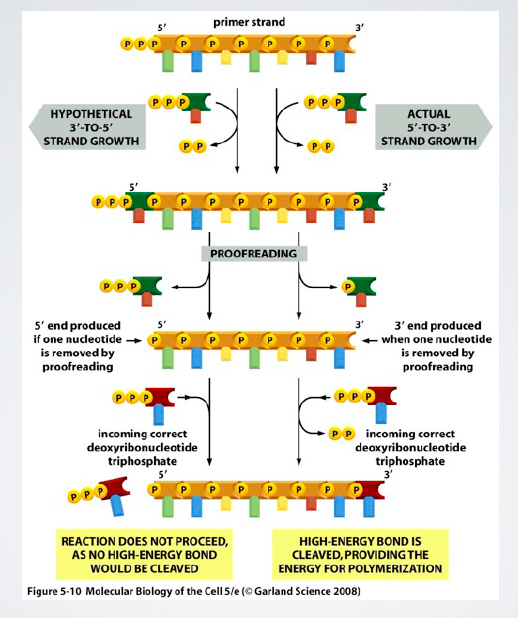 primer strand
5′ 3′
P P P P P P P P P P
P P P P P P
HYPOTHETICAL
3′-TO-5′
STRAND GROWTH
ACTUAL
5′-TO-3′
STRAND GROWTH
P P P P
5′ 3′
P P P P P P P P P P P
PROOFREADING
P P P P
5′ end produced
if one nucleotide
is removed by
proofreading
5′ 3′
P P P P P P P
3′ end produced
when one nucleotide
is removed by
proofreading
P P P P P P
incoming correct
deoxyribonucleotide
triphosphate
P P incoming correct
deoxyribonucleotide
triphosphate
P P P
5′ 3′
P P P P P P P P
REACTION DOES NOT PROCEED,
AS NO HIGH-ENERGY BOND
WOULD BE CLEAVED
HIGH-ENERGY BOND IS
CLEAVED, PROVIDING THE
ENERGY FOR POLYMERIZATION
Figure 5-10 Molecular Biology of the Cell 5/e (© Garland Science 2008)